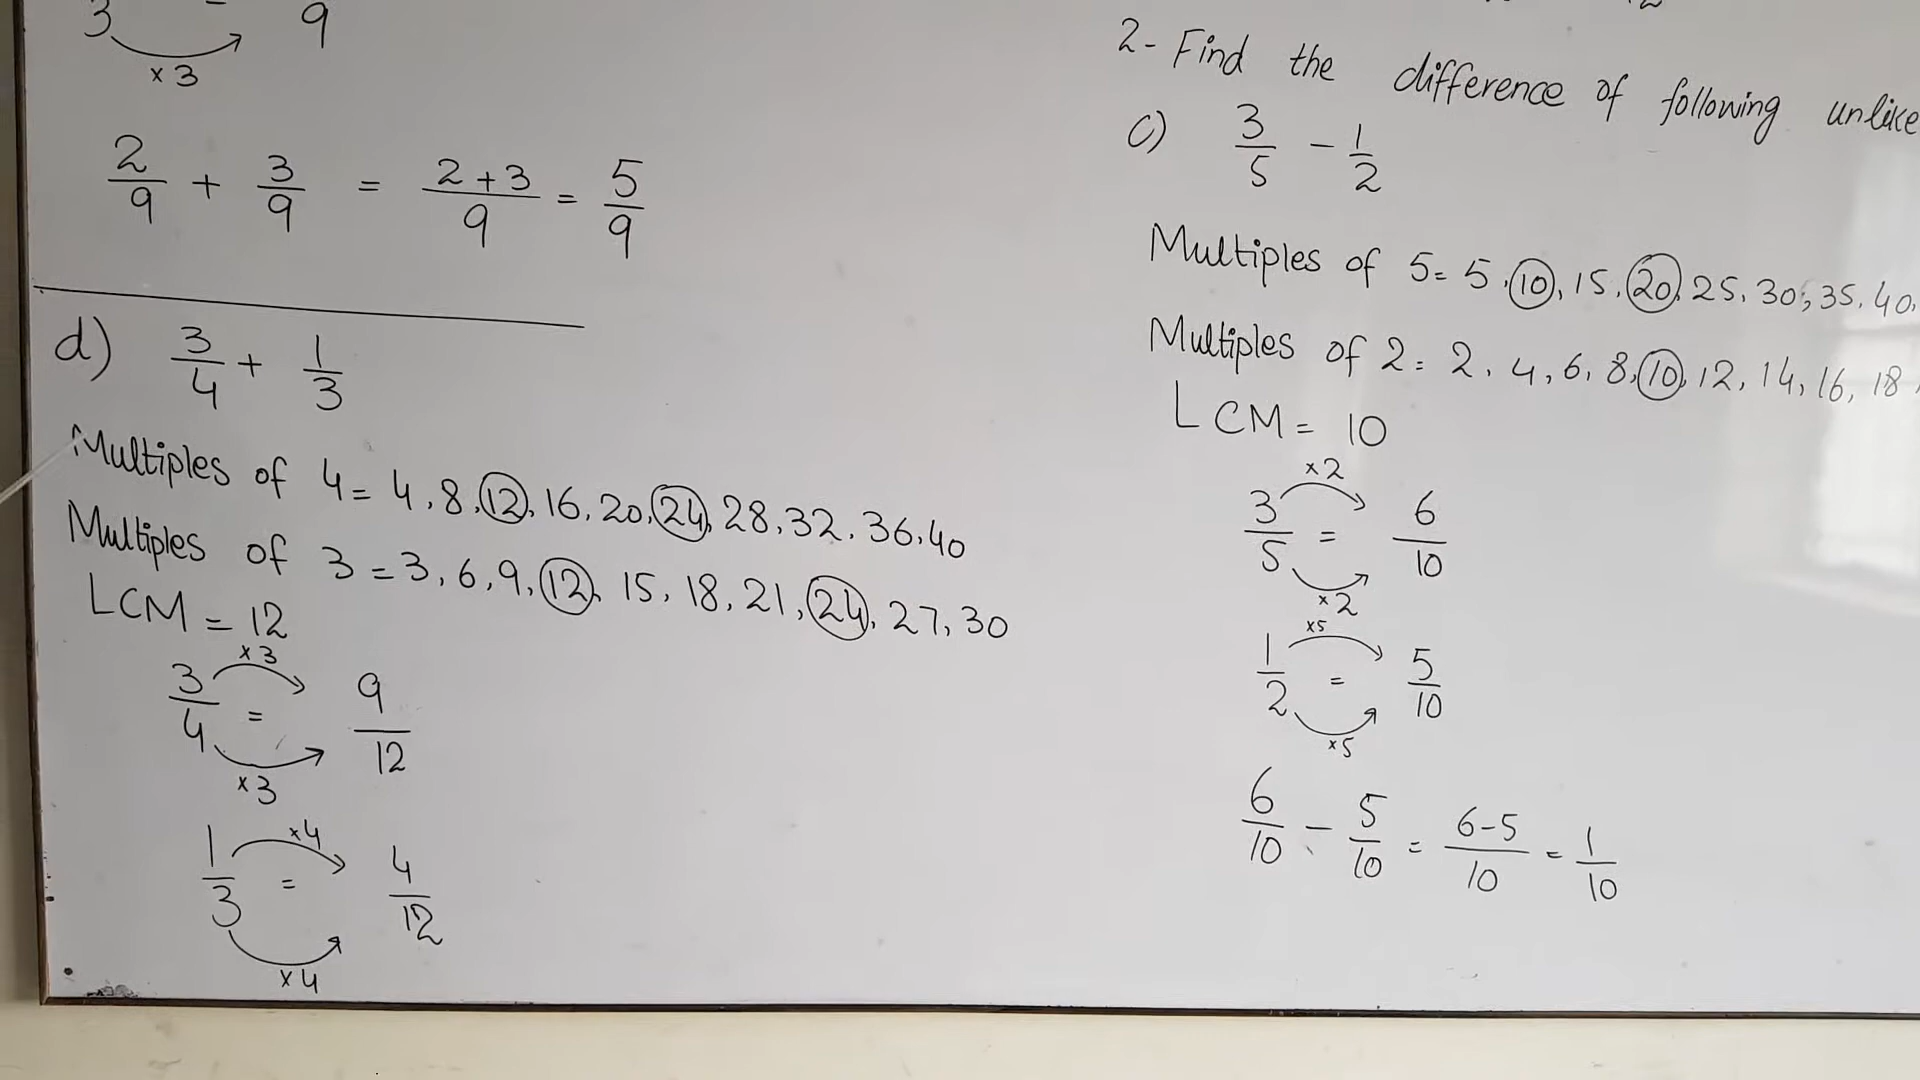 3 = 9
×3
2/9 + 3/9 = 2+3/9 = 5/9
d) 3/4 + 1/3
Multiples of 4= 4, 8, 12, 16, 20, 24, 28, 32, 36, 40
Multiples of 3 = 3, 6, 9, 12, 15, 18, 21, 24, 27, 30
LCM = 12
×3
3/4 = 9/12
×3
×4
1/3 = 4/12
×4
2- Find the difference of following unlike
c) 3/5 - 1/2
Multiples of 5= 5, 10, 15, 20, 25, 30, 35, 40,
Multiples of 2= 2, 4, 6, 8, 10, 12, 14, 16, 18,
LCM = 10
×2
3/5 = 6/10
×2
×5
1/2 = 5/10
×5
6/10 - 5/10 = 6-5/10 = 1/10